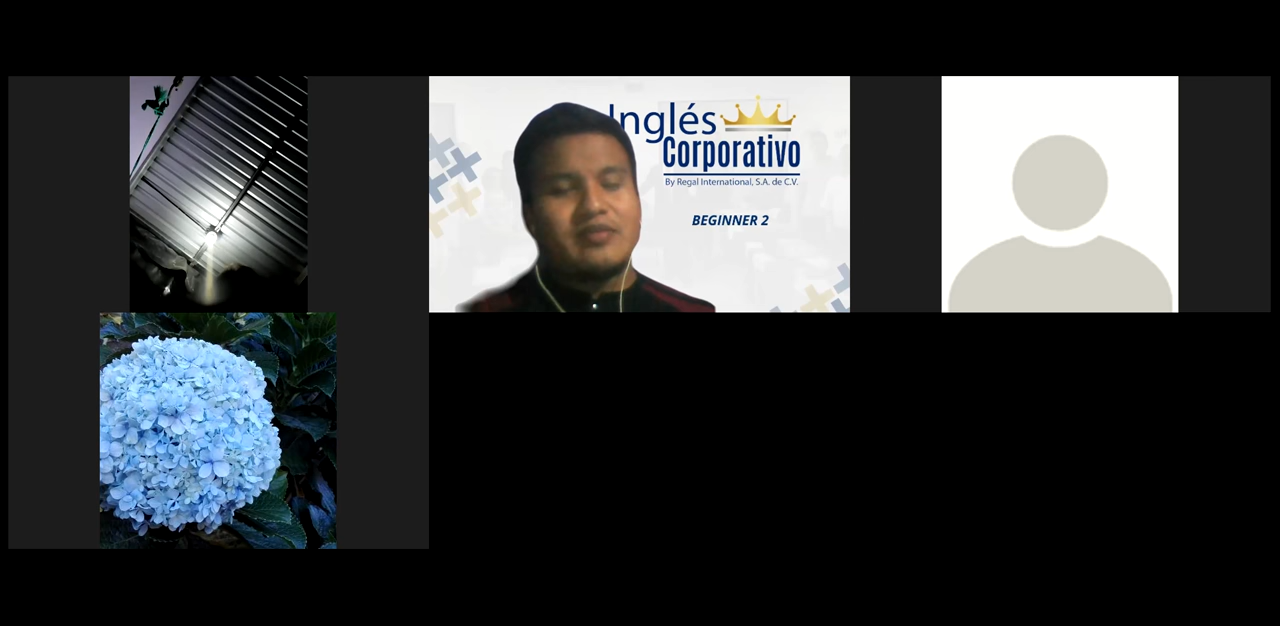 Inglés
Corporativo
By Regal International, S.A. de C.V.
BEGINNER 2